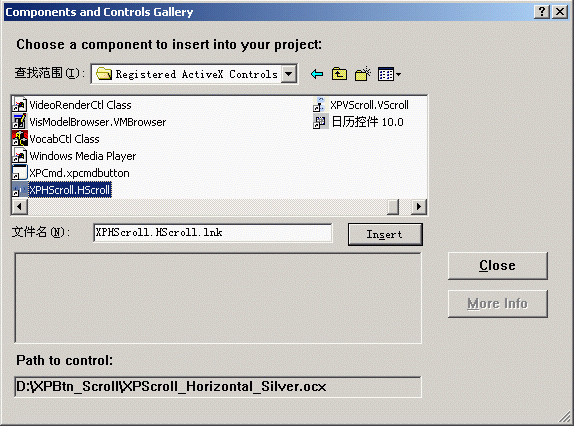 Components and Controls Gallery
Choose a component to insert into your project:
查找范围(I): Registered ActiveX Controls
VideoRenderCtl Class
VisModelBrowser.VMBrowser
VocabCtl Class
Windows Media Player
XPCmd.xpcmdbutton
XPHScroll.HScroll
XPVScroll.VScroll
日历控件 10.0
文件名(N): XPHScroll.HScroll.lnk Insert
Close
More Info
Path to control:
D:\XPBtn_Scroll\XPScroll_Horizontal_Silver.ocx